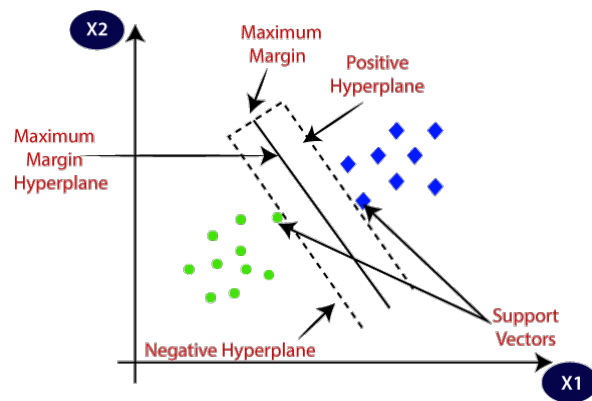 X2
Maximum
Margin
Positive
Hyperplane
Maximum
Margin
Hyperplane
Support
Vectors
Negative Hyperplane
X1